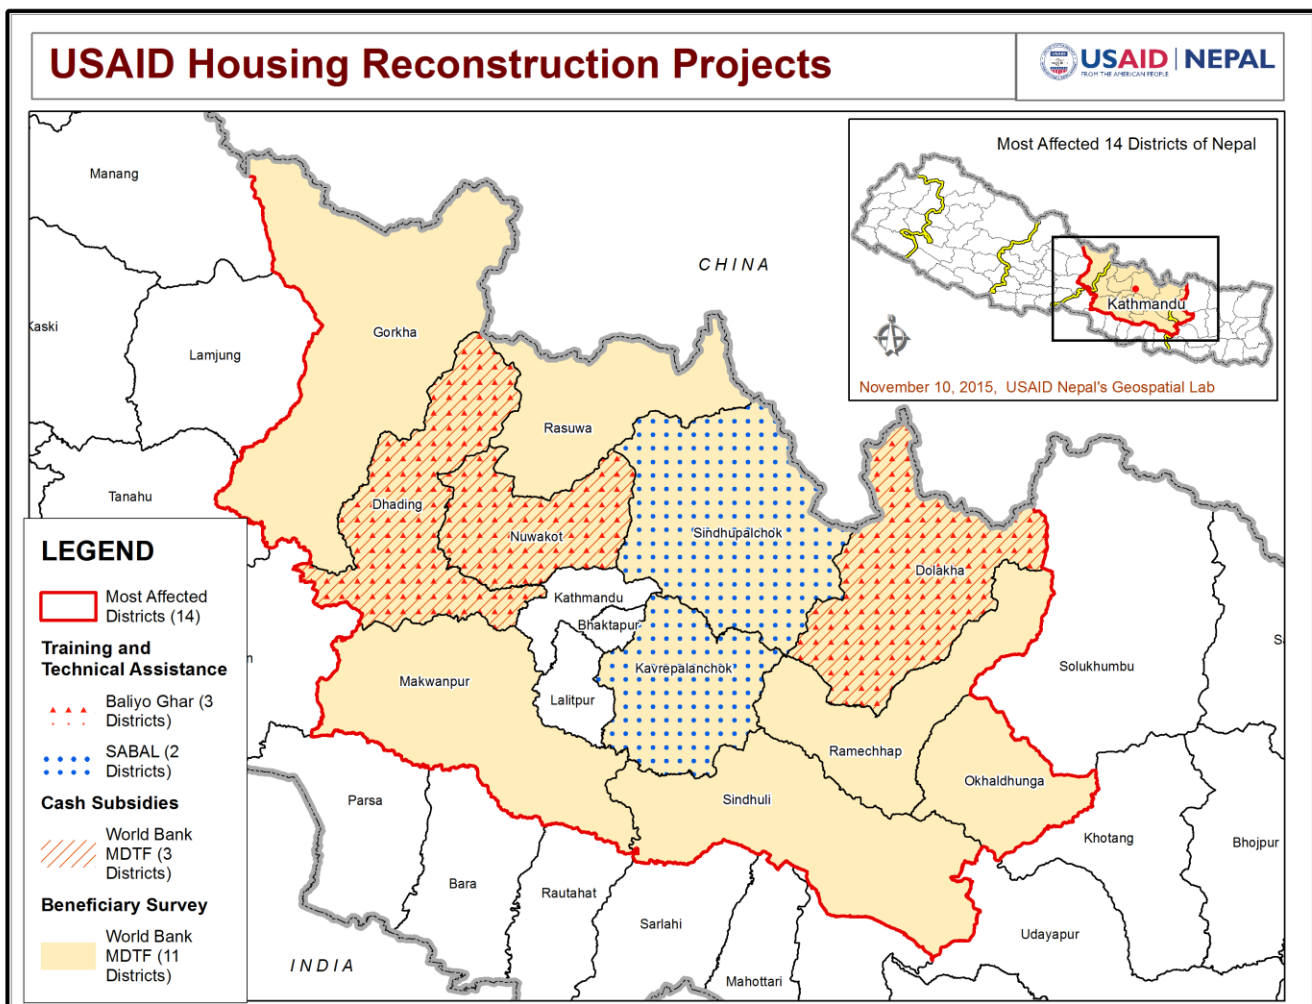 USAID Housing Reconstruction Projects
USAID | NEPAL
FROM THE AMERICAN PEOPLE
Most Affected 14 Districts of Nepal
Kathmandu
November 10, 2015, USAID Nepal's Geospatial Lab
Manang
CHINA
Kaski
Gorkha
Lamjung
Rasuwa
Tanahu
Dhading
Nuwakot
Sindhupalchok
Dolakha
Kathmandu
Bhaktapur
Kavrepalanchok
Solukhumbu
Makwanpur
Lalitpur
Ramechhap
Okhaldhunga
Sindhuli
Parsa
Khotang
Bhojpur
Bara
Rautahat
Sarlahi
Udayapur
INDIA
Mahottari
LEGEND
Most Affected
Districts (14)
Training and
Technical Assistance
Baliyo Ghar (3
Districts)
SABAL (2
Districts)
Cash Subsidies
World Bank
MDTF (3
Districts)
Beneficiary Survey
World Bank
MDTF (11
Districts)